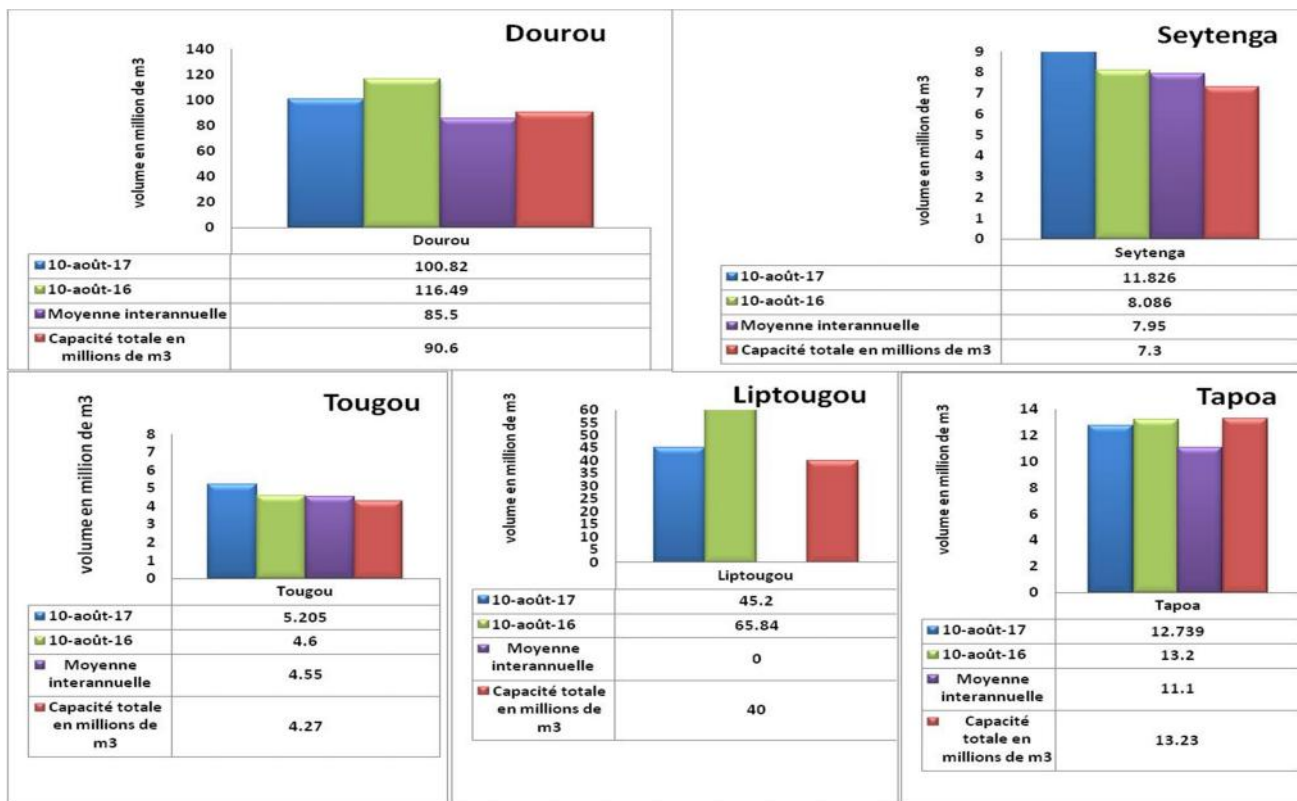 Dourou
volume en million de m3
140
120
100
80
60
40
20
0
Dourou
10-août-17 100.82
10-août-16 116.49
Moyenne interannuelle 85.5
Capacité totale en
millions de m3 90.6
Seytenga
volume en million de m3
9
8
7
6
5
4
3
2
1
0
Seytenga
10-août-17 11.826
10-août-16 8.086
Moyenne interannuelle 7.95
Capacité totale en millions de m3 7.3
Tougou
volume en million de m3
8
7
6
5
4
3
2
1
0
Tougou
10-août-17 5.205
10-août-16 4.6
Moyenne
interannuelle 4.55
Capacité totale
en millions de
m3 4.27
Liptougou
volume en million de m3
60
55
50
45
40
35
30
25
20
15
10
5
0
Liptougou
10-août-17 45.2
10-août-16 65.84
Moyenne
interannuelle 0
Capacité totale
en millions de
m3 40
Tapoa
volume en million de m3
14
12
10
8
6
4
2
0
Tapoa
10-août-17 12.739
10-août-16 13.2
Moyenne
interannuelle 11.1
Capacité
totale en
millions de m3 13.23